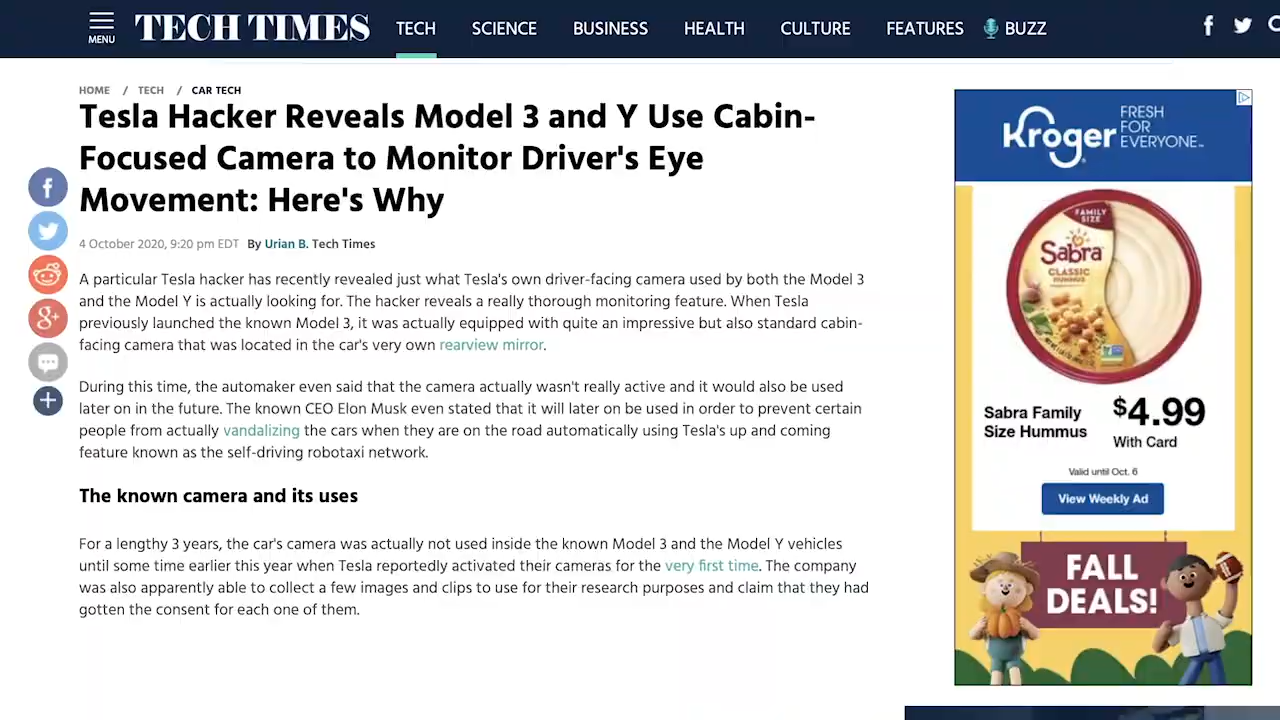 MENU
TECH TIMES
TECH SCIENCE BUSINESS HEALTH CULTURE FEATURES BUZZ
HOME / TECH / CAR TECH
Tesla Hacker Reveals Model 3 and Y Use Cabin-
Focused Camera to Monitor Driver's Eye
Movement: Here's Why
4 October 2020, 9:20 pm EDT By Urian B. Tech Times
A particular Tesla hacker has recently revealed just what Tesla's own driver-facing camera used by both the Model 3
and the Model Y is actually looking for. The hacker reveals a really thorough monitoring feature. When Tesla
previously launched the known Model 3, it was actually equipped with quite an impressive but also standard cabin-
facing camera that was located in the car's very own rearview mirror.
During this time, the automaker even said that the camera actually wasn't really active and it would also be used
later on in the future. The known CEO Elon Musk even stated that it will later on be used in order to prevent certain
people from actually vandalizing the cars when they are on the road automatically using Tesla's up and coming
feature known as the self-driving robotaxi network.
The known camera and its uses
For a lengthy 3 years, the car's camera was actually not used inside the known Model 3 and the Model Y vehicles
until some time earlier this year when Tesla reportedly activated their cameras for the very first time. The company
was also apparently able to collect a few images and clips to use for their research purposes and claim that they had
gotten the consent for each one of them.
Kroger
FRESH
FOR
EVERYONE
FAMILY
SIZE
Sabra
CLASSIC
HUMMUS
Sabra Family
Size Hummus
$4.99
With Card
Valid until Oct. 6
View Weekly Ad
FALL
DEALS!